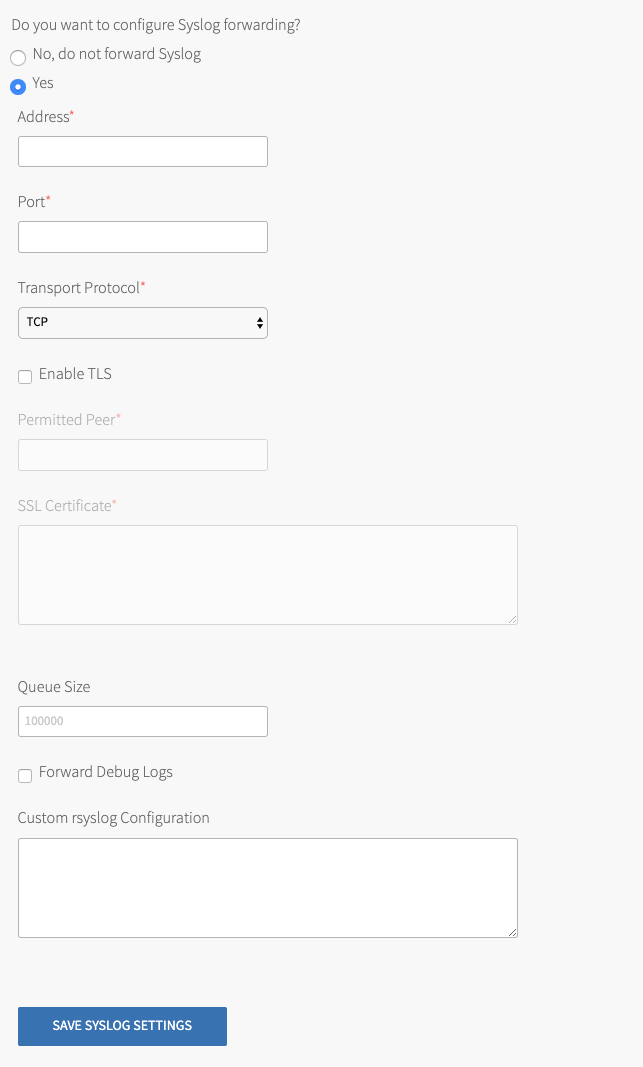 Do you want to configure Syslog forwarding?
No, do not forward Syslog
Yes
Address*
Port*
Transport Protocol*
TCP
Enable TLS
Permitted Peer*
SSL Certificate*
Queue Size
100000
Forward Debug Logs
Custom rsyslog Configuration
SAVE SYSLOG SETTINGS